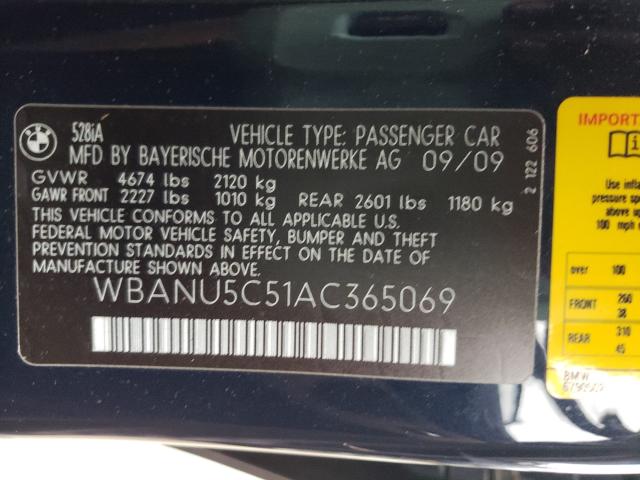 BMW
528iA
VEHICLE TYPE: PASSENGER CAR
MFD BY BAYERISCHE MOTORENWERKE AG 09/09
GVWR 4674 lbs 2120 kg
GAWR FRONT 2227 lbs 1010 kg REAR 2601 lbs 1180 kg
THIS VEHICLE CONFORMS TO ALL APPLICABLE U.S.
FEDERAL MOTOR VEHICLE SAFETY, BUMPER AND THEFT
PREVENTION STANDARDS IN EFFECT ON THE DATE OF
MANUFACTURE SHOWN ABOVE
WBANU5C51AC365069
2 122 606
IMPORT
Use infla
pressure sp
above up
100 mph
over 100
FRONT 260
38
REAR 310
45
BMW